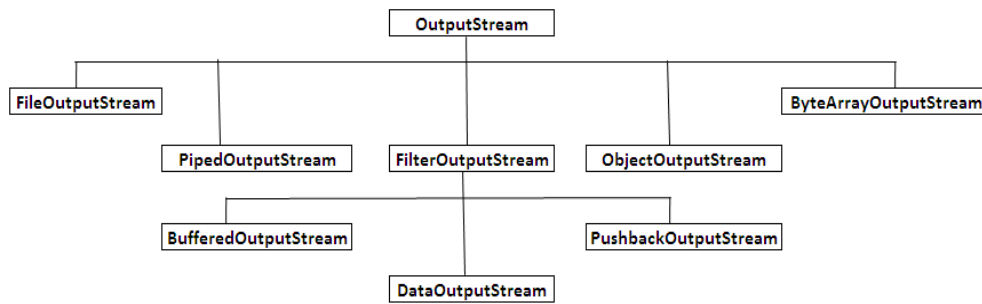 OutputStream
FileOutputStream
ByteArrayOutputStream
PipedOutputStream
FilterOutputStream
ObjectOutputStream
BufferedOutputStream
PushbackOutputStream
DataOutputStream